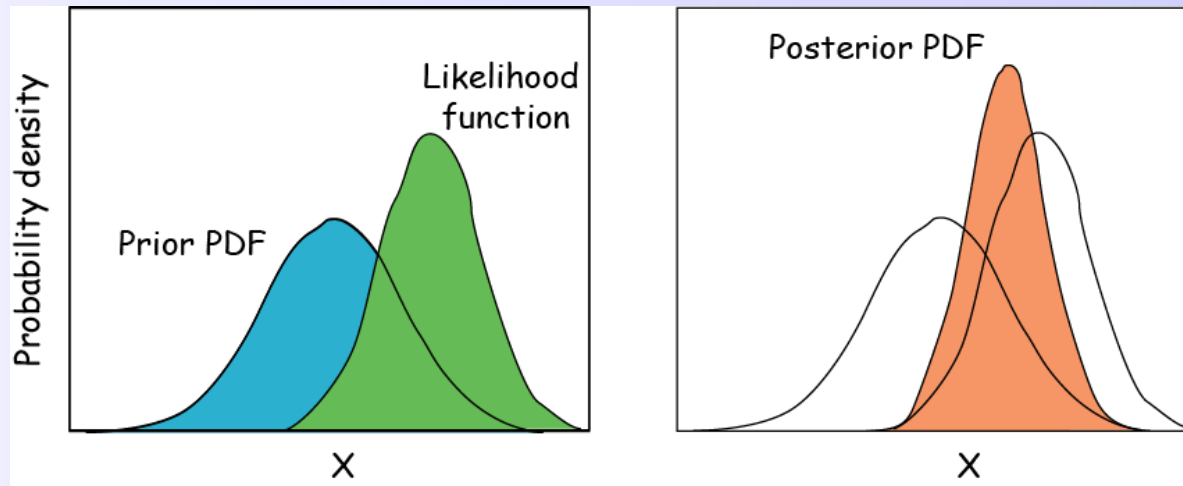 Probability density
Prior PDF
Likelihood
function
X
Posterior PDF
X